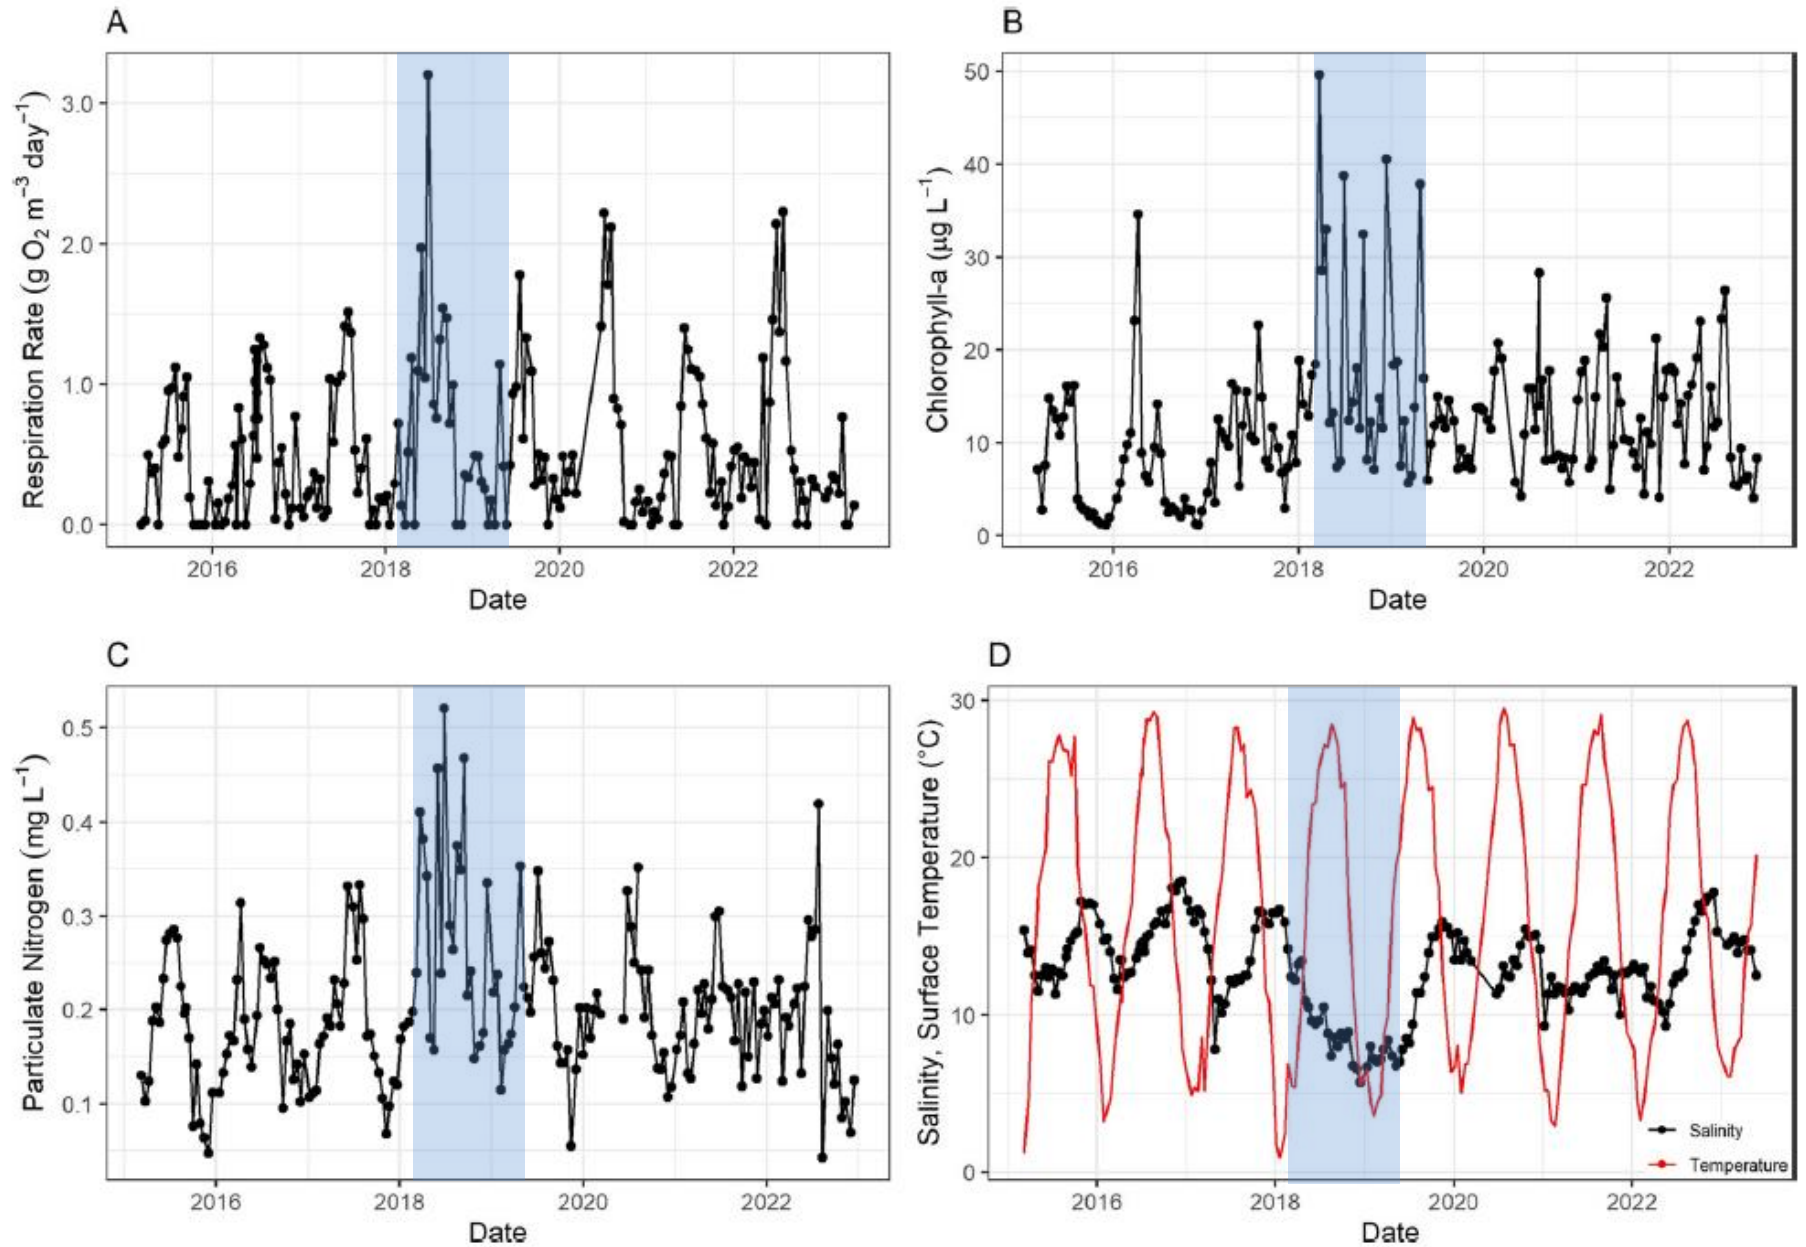 A
Respiration Rate (g O₂ m⁻³ day⁻¹)
3.0
2.0
1.0
0.0
2016 2018 2020 2022
Date
B
Chlorophyll-a (μg L⁻¹)
50
40
30
20
10
0
2016 2018 2020 2022
Date
C
Particulate Nitrogen (mg L⁻¹)
0.5
0.4
0.3
0.2
0.1
2016 2018 2020 2022
Date
D
Salinity, Surface Temperature (°C)
30
20
10
0
Salinity
Temperature
2016 2018 2020 2022
Date